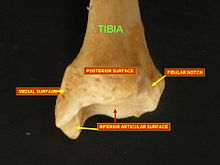 TIBIA
POSTERIOR SURFACE
FIBULAR NOTCH
MEDIAL SURFACE
INFERIOR ARTICULAR SURFACE